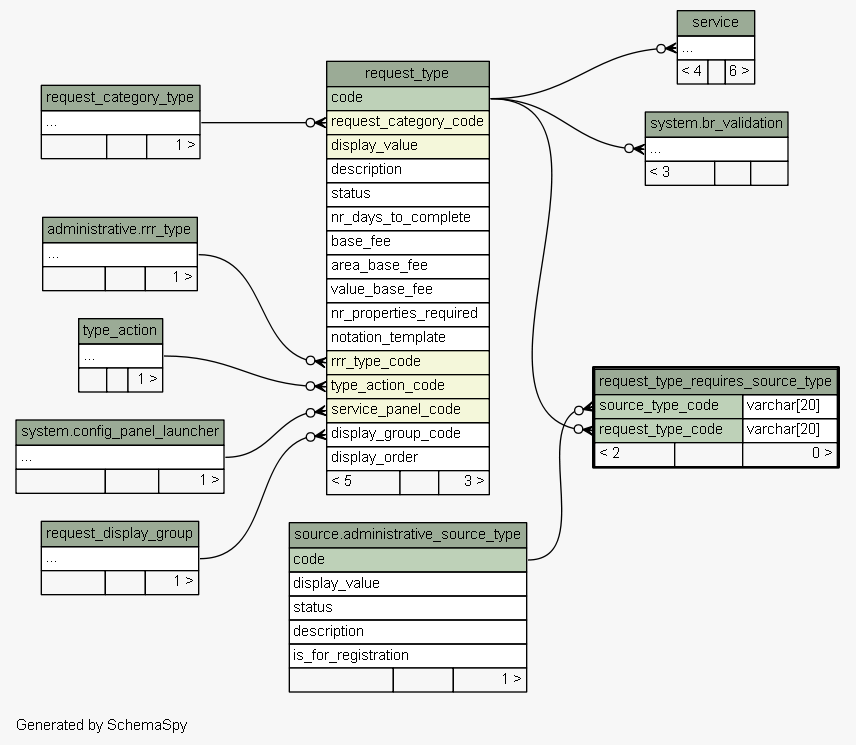 service
...
< 4 6 >
request_category_type
...
1 >
request_type
code
request_category_code
display_value
description
status
nr_days_to_complete
base_fee
area_base_fee
value_base_fee
nr_properties_required
notation_template
rrr_type_code
type_action_code
service_panel_code
display_group_code
display_order
< 5 3 >
system.br_validation
...
< 3
administrative.rrr_type
...
1 >
type_action
...
1 >
request_type_requires_source_type
source_type_code varchar[20]
request_type_code varchar[20]
< 2 0 >
system.config_panel_launcher
...
1 >
request_display_group
...
1 >
source.administrative_source_type
code
display_value
status
description
is_for_registration
1 >
Generated by SchemaSpy